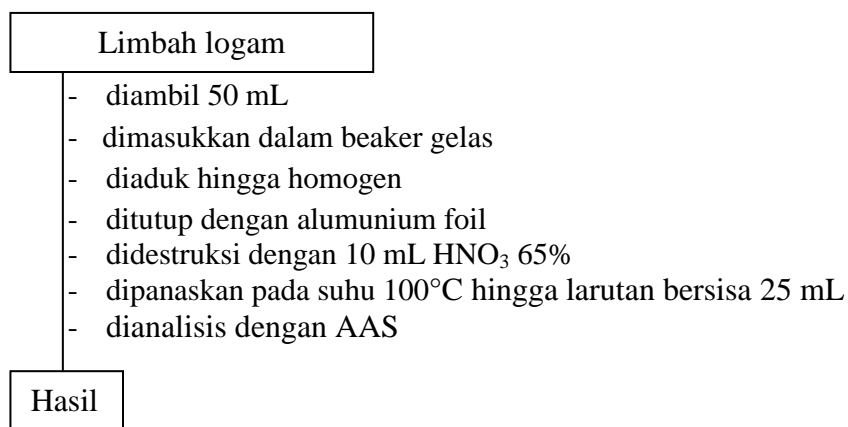 Limbah logam
- diambil 50 mL
- dimasukkan dalam beaker gelas
- diaduk hingga homogen
- ditutup dengan alumunium foil
- didestruksi dengan 10 mL HNO₃ 65%
- dipanaskan pada suhu 100°C hingga larutan bersisa 25 mL
- dianalisis dengan AAS
Hasil